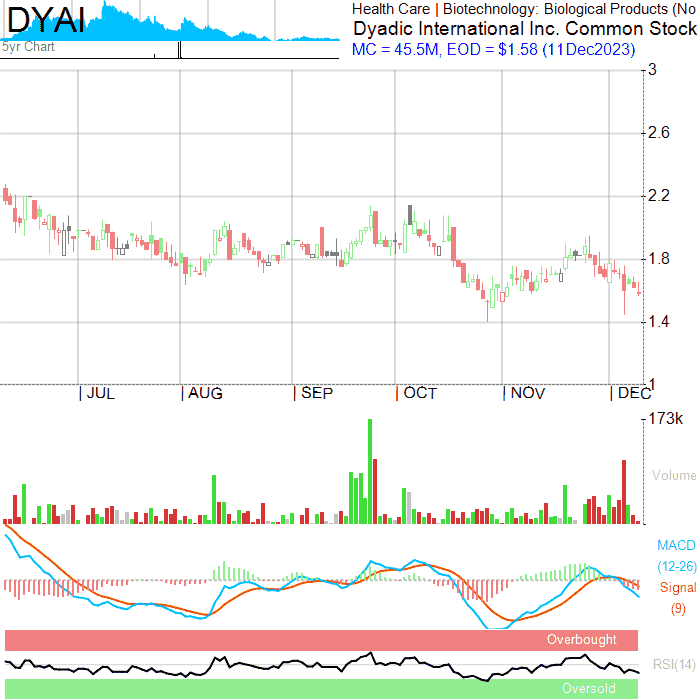 DYAI
5yr Chart
Health Care | Biotechnology: Biological Products (No
Dyadic International Inc. Common Stock
MC = 45.5M, EOD = $1.58 (11Dec2023)
3
2.6
2.2
1.8
1.4
1
| JUL | AUG | SEP | OCT | NOV | DEC
173k
Volume
MACD
(12-26)
Signal
(9)
Overbought
RSI(14)
Oversold